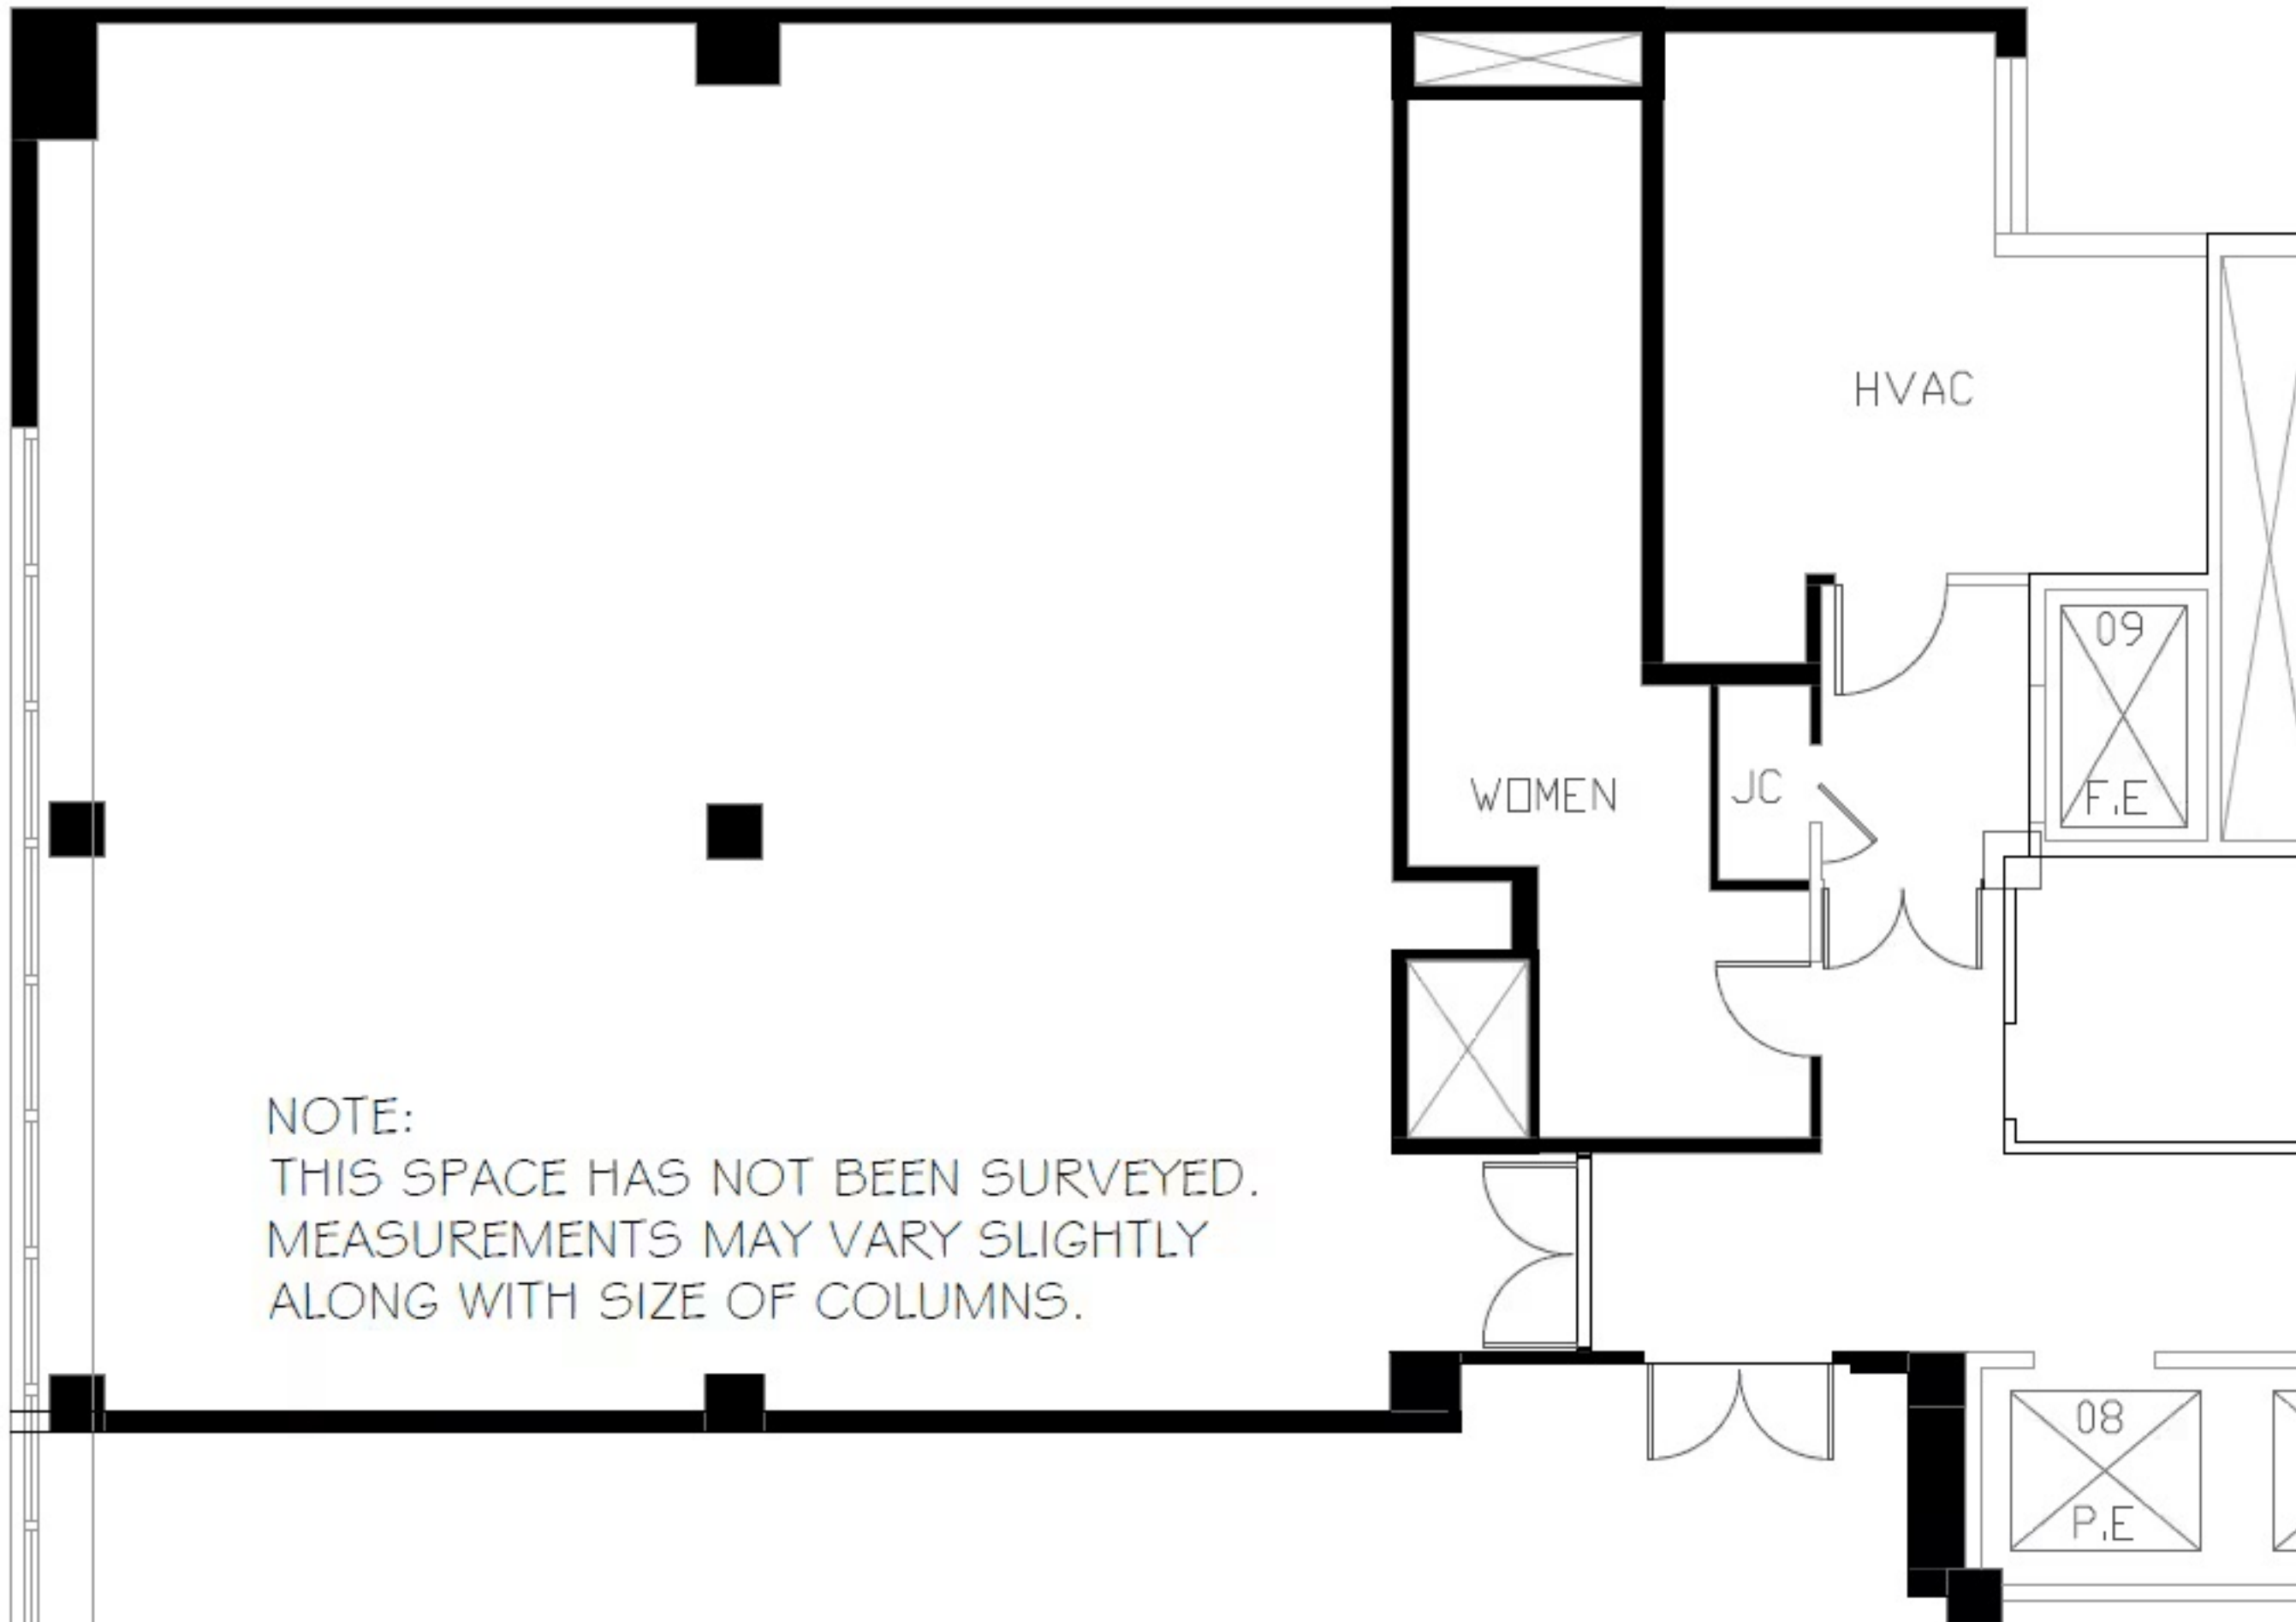 HVAC
09
F.E
WOMEN
JC
NOTE:
THIS SPACE HAS NOT BEEN SURVEYED.
MEASUREMENTS MAY VARY SLIGHTLY
ALONG WITH SIZE OF COLUMNS.
08
P.E